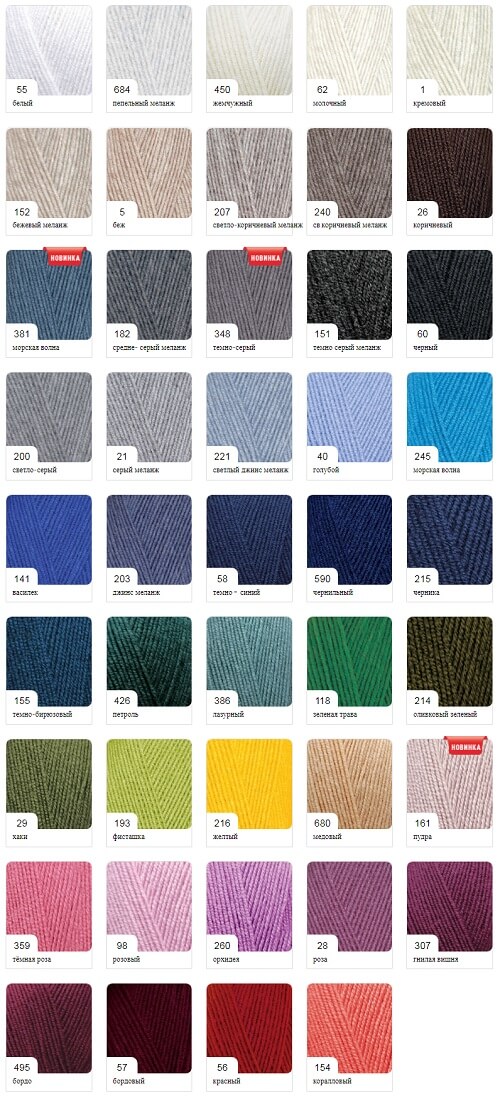 55
белый
684
пепельный меланж
450
жемчужный
62
молочный
1
кремовый
152
бежевый меланж
5
беж
207
светло-коричневый меланж
240
св коричневый меланж
26
коричневый
НОВИНКА
381
морская волна
182
средне- серый меланж
НОВИНКА
348
темно-серый
151
темно серый меланж
60
черный
200
светло-серый
21
серый меланж
221
светлый джинс меланж
40
голубой
245
морская волна
141
василек
203
джинс меланж
58
темно - синий
590
чернильный
215
черника
155
темно-бирюзовый
426
петроль
386
лазурный
118
зеленая трава
214
оливковый зеленый
29
хаки
193
фисташка
216
желтый
680
медовый
НОВИНКА
161
пудра
359
тёмная роза
98
розовый
260
орхидея
28
роза
307
гнилая вишня
495
бордо
57
бордовый
56
красный
154
коралловый